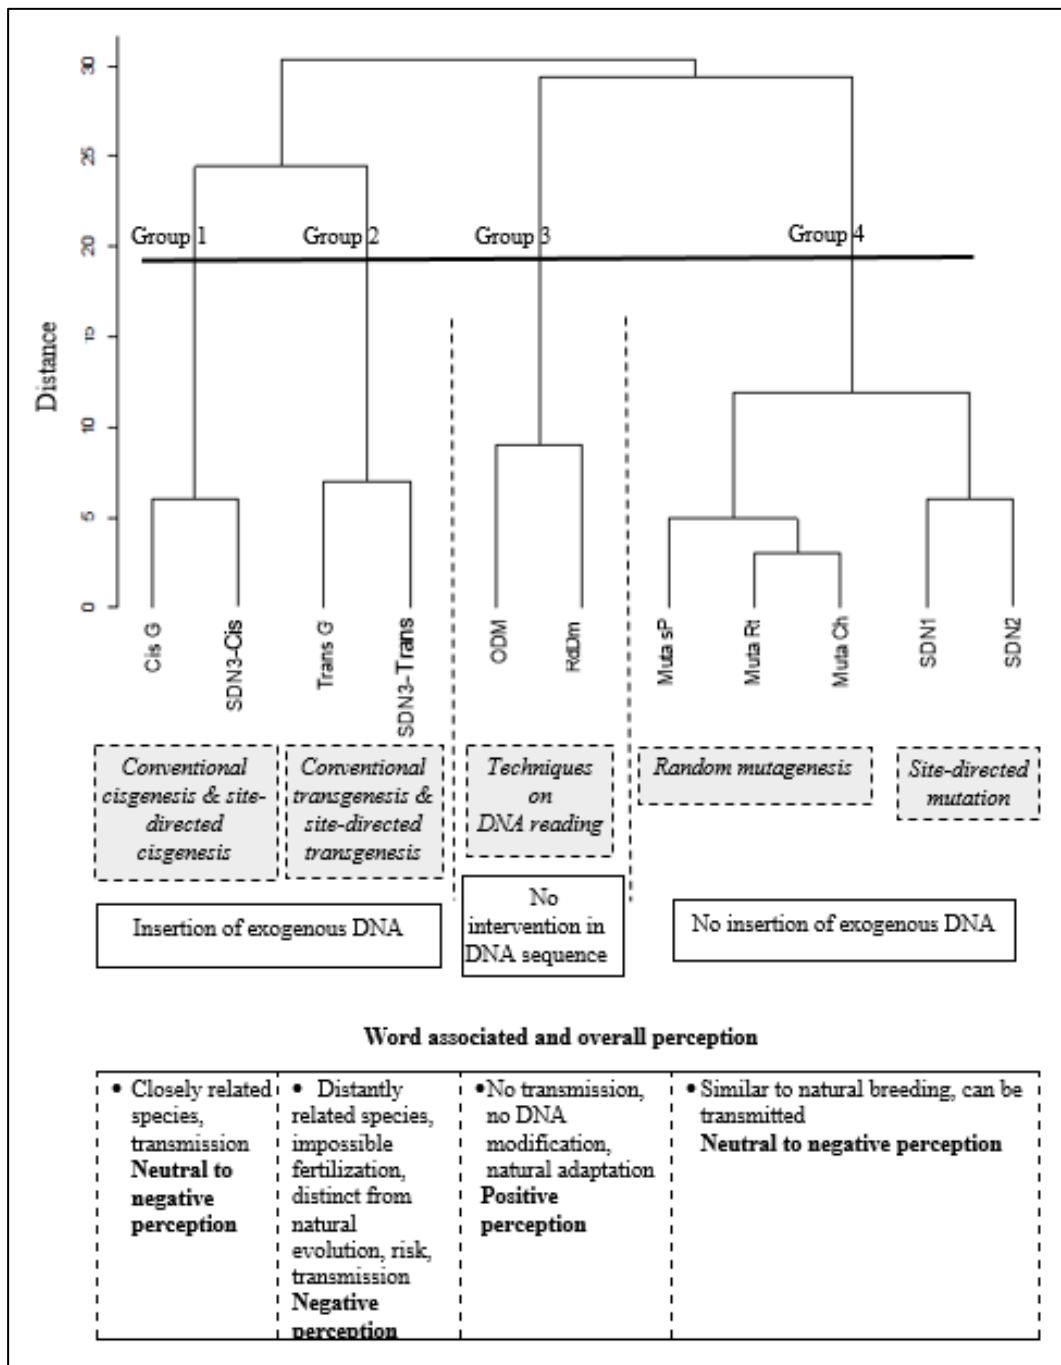 30
25
20
15
10
5
0
Distance
Group 1
Group 2
Group 3
Group 4
Cis G
SDN3-Cis
Trans G
SDN3-Trans
ODM
RdDm
Muta sP
Muta Rt
Muta Ch
SDN1
SDN2
Conventional
cisgenesis & site-
directed
cisgenesis
Conventional
transgenesis &
site-directed
transgenesis
Techniques
on
DNA reading
Random mutagenesis
Site-directed
mutation
Insertion of exogenous DNA
No
intervention in
DNA sequence
No insertion of exogenous DNA
Word associated and overall perception
• Closely related
species,
transmission
Neutral to
negative
perception
• Distantly
related species,
impossible
fertilization,
distinct from
natural
evolution, risk,
transmission
Negative
perception
•No transmission,
no DNA
modification,
natural adaptation
Positive
perception
•Similar to natural breeding, can be
transmitted
Neutral to negative perception